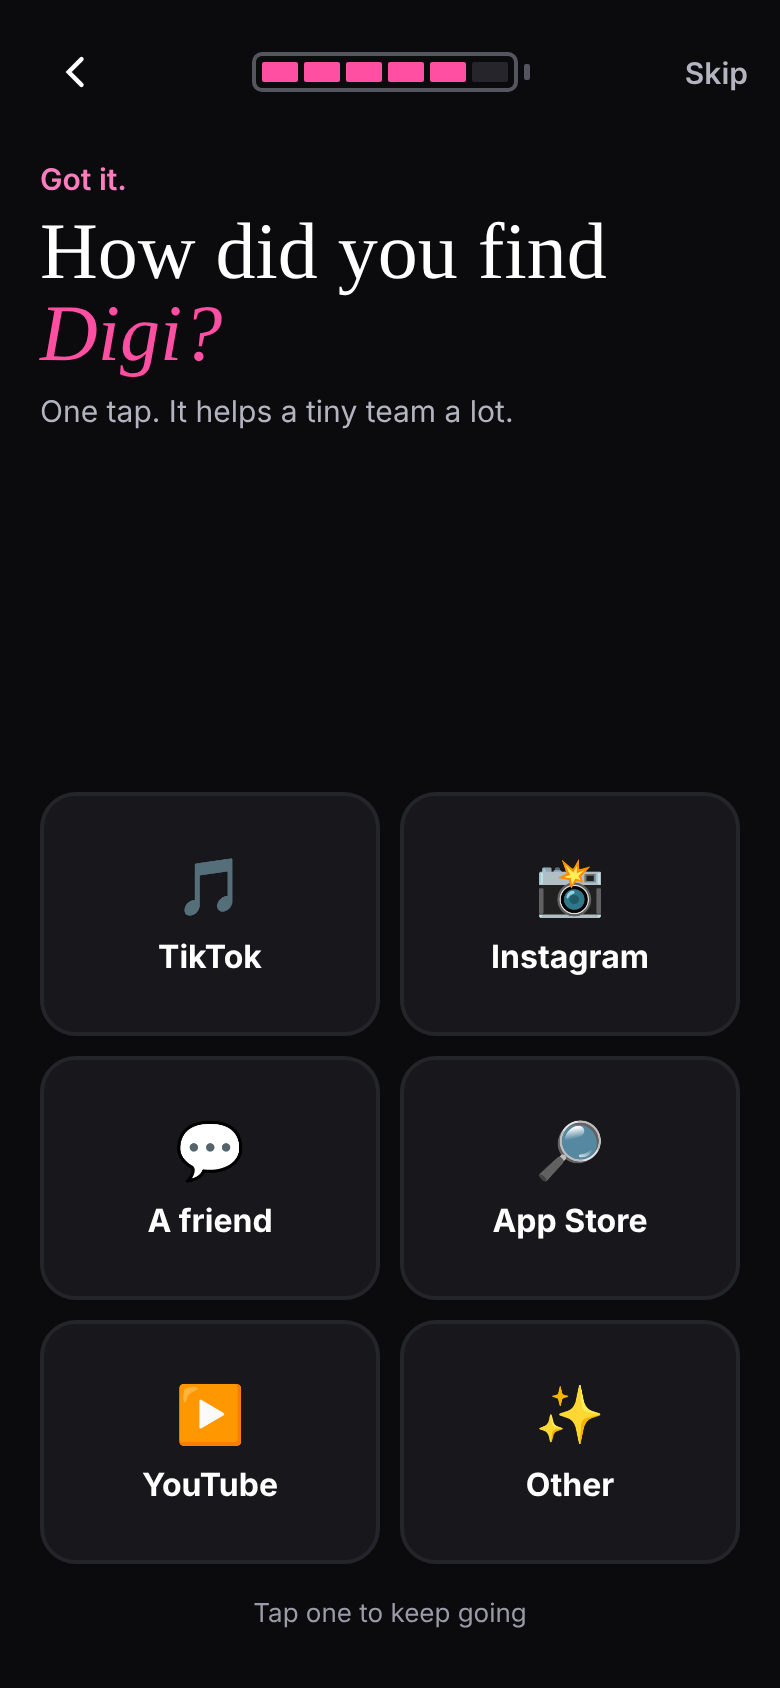 Skip
Got it.
How did you find
Digi?
One tap. It helps a tiny team a lot.
TikTok
Instagram
A friend
App Store
YouTube
Other
Tap one to keep going